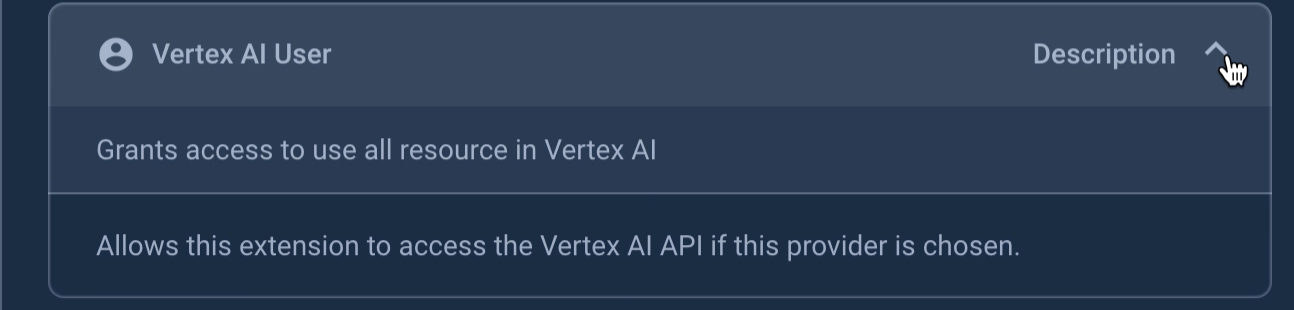 Vertex AI User Description
Grants access to use all resource in Vertex AI
Allows this extension to access the Vertex AI API if this provider is chosen.